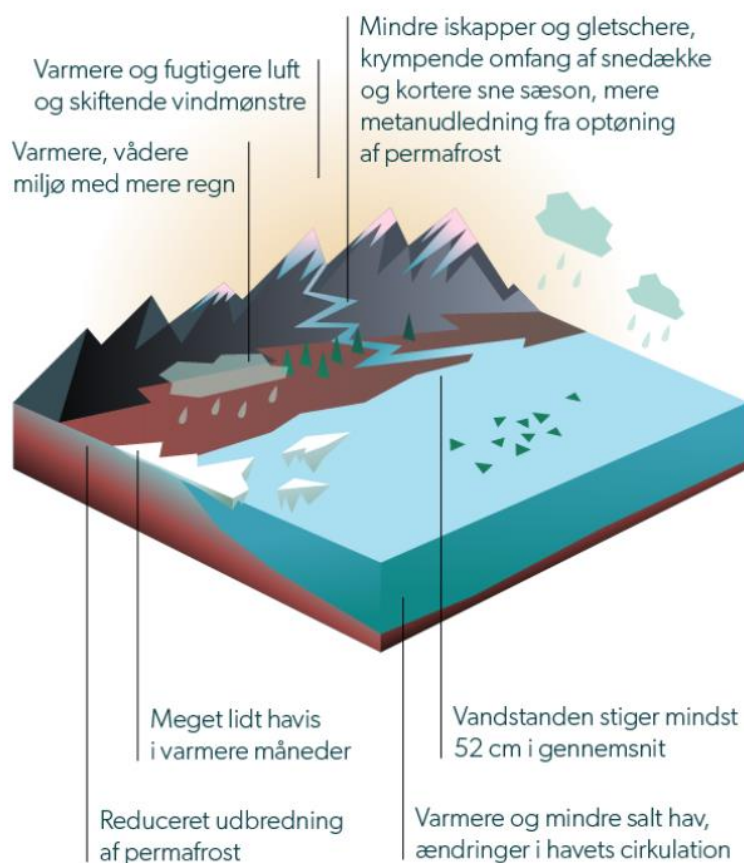 Mindre iskapper og gletschere,
krympende omfang af snedække
og kortere sne sæson, mere
metanudledning fra optøning
af permafrost
Varmere og fugtigere luft
og skiftende vindmønstre
Varmere, vådere
miljø med mere regn
Meget lidt havis
i varmere måneder
Vandstanden stiger mindst
52 cm i gennemsnit
Reduceret udbredning
af permafrost
Varmere og mindre salt hav,
ændringer i havets cirkulation